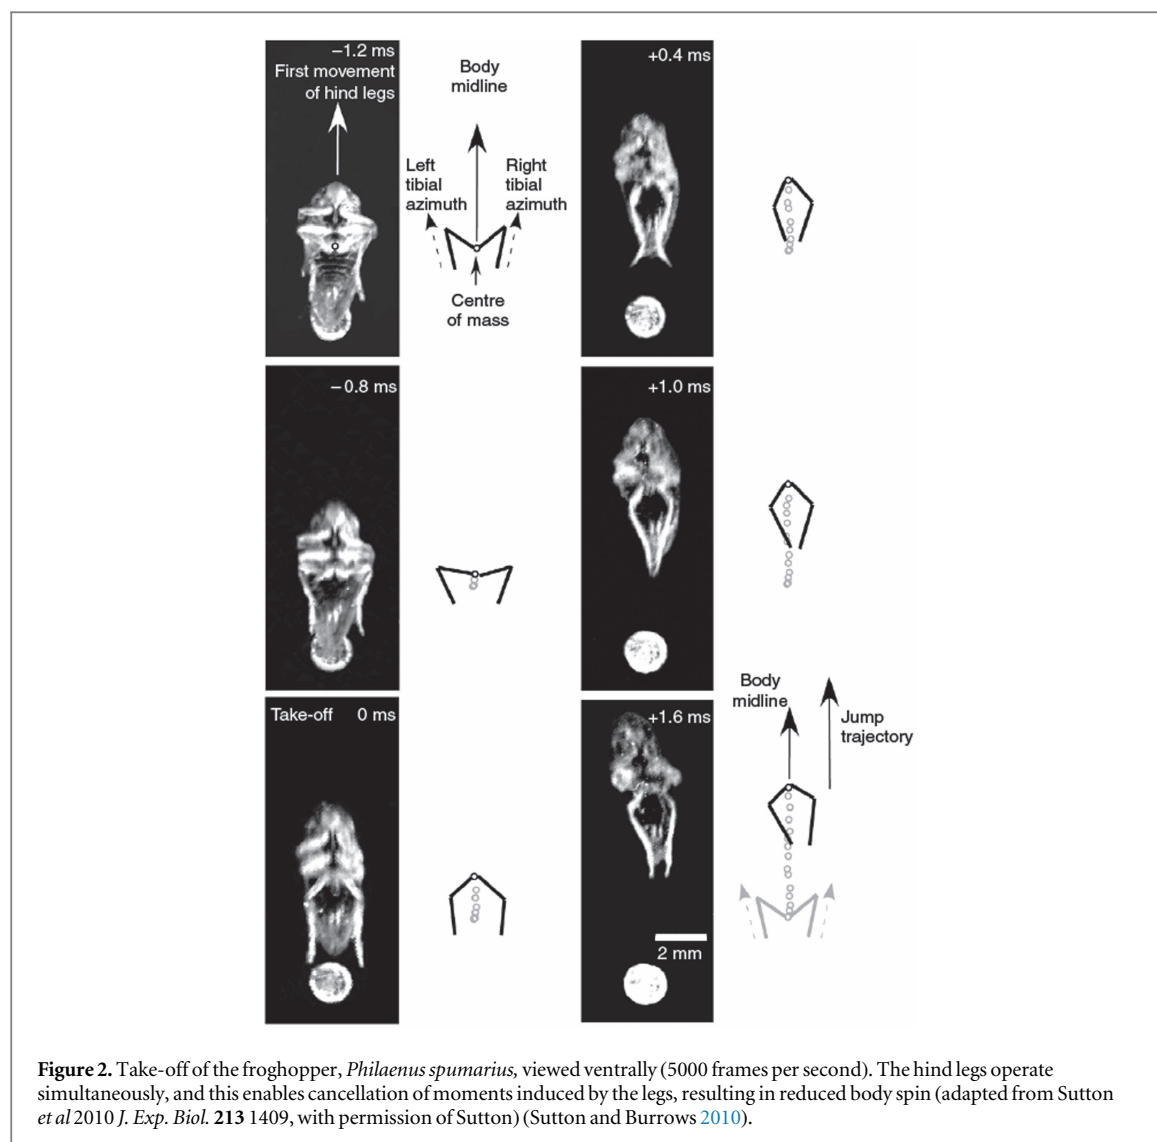 −1.2 ms
First movement
of hind legs
Body
midline
Left
tibial
azimuth
Right
tibial
azimuth
Centre
of mass
−0.8 ms
Take-off 0 ms
+0.4 ms
+1.0 ms
+1.6 ms
2 mm
Body
midline
Jump
trajectory
Figure 2. Take-off of the froghopper, Philaenus spumarius, viewed ventrally (5000 frames per second). The hind legs operate
simultaneously, and this enables cancellation of moments induced by the legs, resulting in reduced body spin (adapted from Sutton
et al 2010 J. Exp. Biol. 213 1409, with permission of Sutton) (Sutton and Burrows 2010).